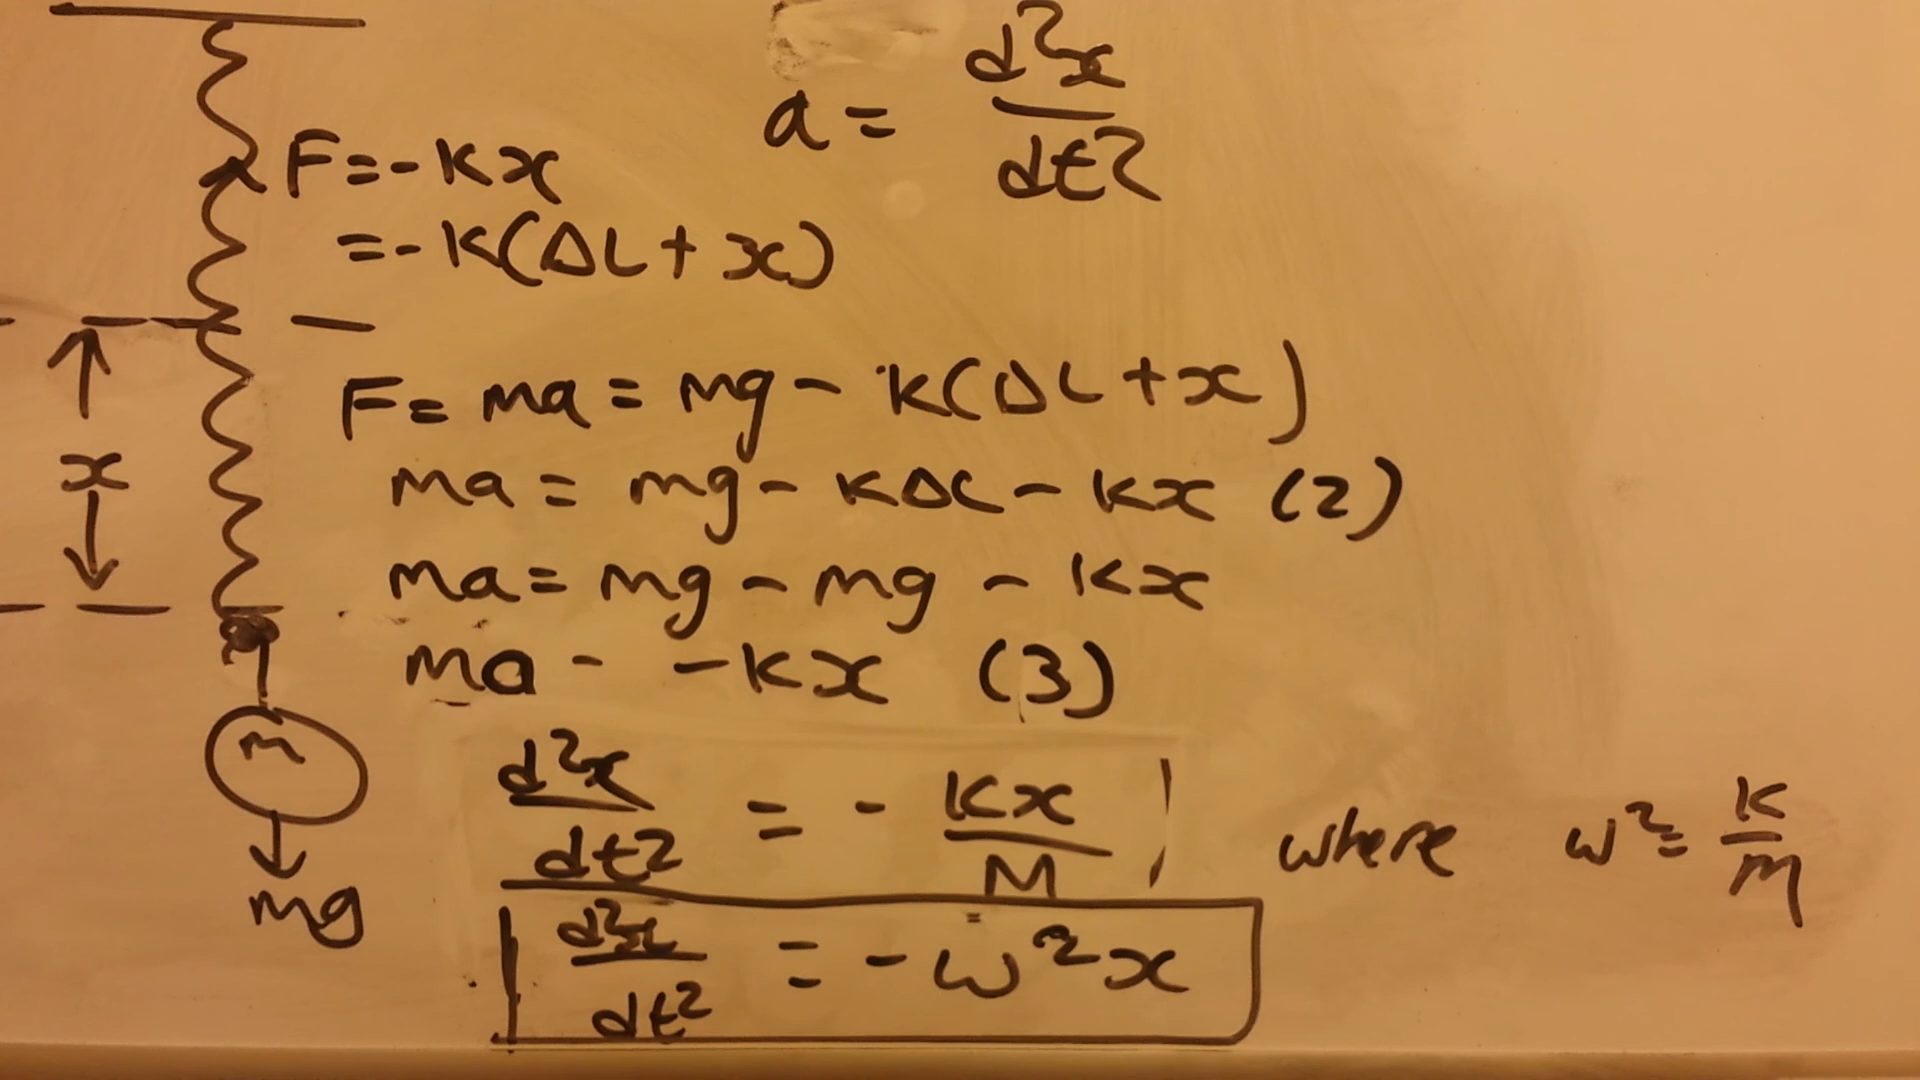 a = d²x/dt²
F = -kx
= -k(ΔL + x)
F = ma = mg - k(ΔL + x)
x
ma = mg - kΔL - kx (2)
ma = mg - mg - kx
ma - -kx (3)
m
mg
d²x/dt² = - kx/M
where ω² = k/m
d²x/dt² = -ω²x